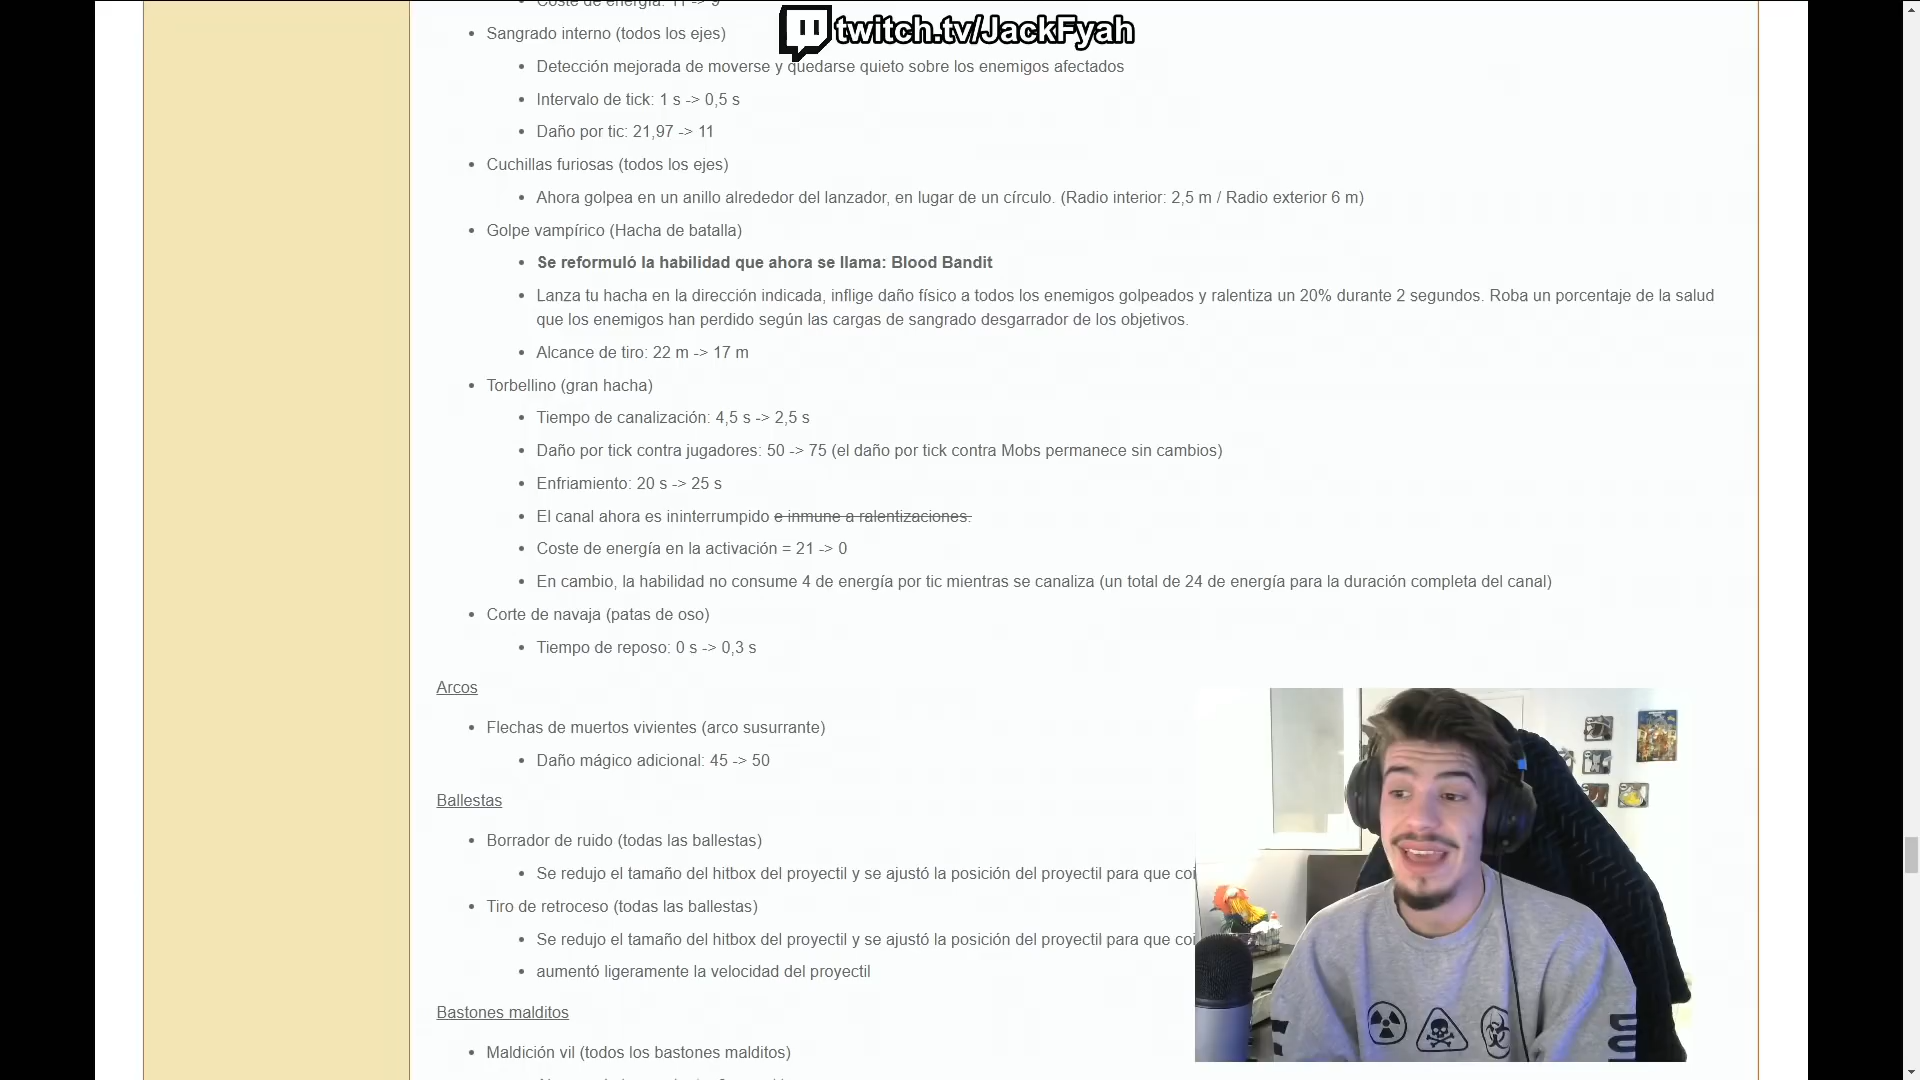 Coste de energía: 11 -> 9
twitch.tv/JackFyah
Sangrado interno (todos los ejes)
Detección mejorada de moverse y quedarse quieto sobre los enemigos afectados
Intervalo de tick: 1 s -> 0,5 s
Daño por tic: 21,97 -> 11
Cuchillas furiosas (todos los ejes)
Ahora golpea en un anillo alrededor del lanzador, en lugar de un círculo. (Radio interior: 2,5 m / Radio exterior 6 m)
Golpe vampírico (Hacha de batalla)
Se reformuló la habilidad que ahora se llama: Blood Bandit
Lanza tu hacha en la dirección indicada, inflige daño físico a todos los enemigos golpeados y ralentiza un 20% durante 2 segundos. Roba un porcentaje de la salud
que los enemigos han perdido según las cargas de sangrado desgarrador de los objetivos.
Alcance de tiro: 22 m -> 17 m
Torbellino (gran hacha)
Tiempo de canalización: 4,5 s -> 2,5 s
Daño por tick contra jugadores: 50 -> 75 (el daño por tick contra Mobs permanece sin cambios)
Enfriamiento: 20 s -> 25 s
El canal ahora es ininterrumpido e inmune a ralentizaciones.
Coste de energía en la activación = 21 -> 0
En cambio, la habilidad no consume 4 de energía por tic mientras se canaliza (un total de 24 de energía para la duración completa del canal)
Corte de navaja (patas de oso)
Tiempo de reposo: 0 s -> 0,3 s
Arcos
Flechas de muertos vivientes (arco susurrante)
Daño mágico adicional: 45 -> 50
Ballestas
Borrador de ruido (todas las ballestas)
Se redujo el tamaño del hitbox del proyectil y se ajustó la posición del proyectil para que coi
Tiro de retroceso (todas las ballestas)
Se redujo el tamaño del hitbox del proyectil y se ajustó la posición del proyectil para que coi
aumentó ligeramente la velocidad del proyectil
Bastones malditos
Maldición vil (todos los bastones malditos)